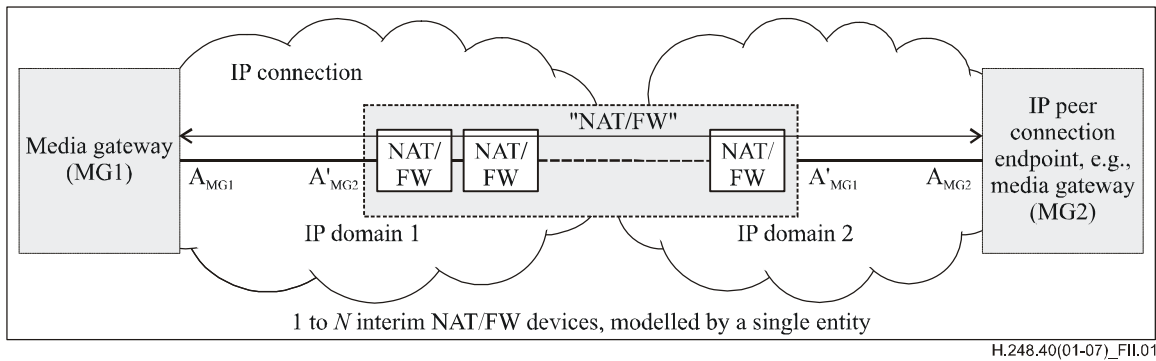 IP connection
"NAT/FW"
Media gateway
(MG1)
A_MG1
A'_MG2
NAT/
FW
NAT/
FW
NAT/
FW
A'_MG1
A_MG2
IP peer
connection
endpoint, e.g.,
media gateway
(MG2)
IP domain 1
IP domain 2
1 to N interim NAT/FW devices, modelled by a single entity
H.248.40(01-07)_FII.01